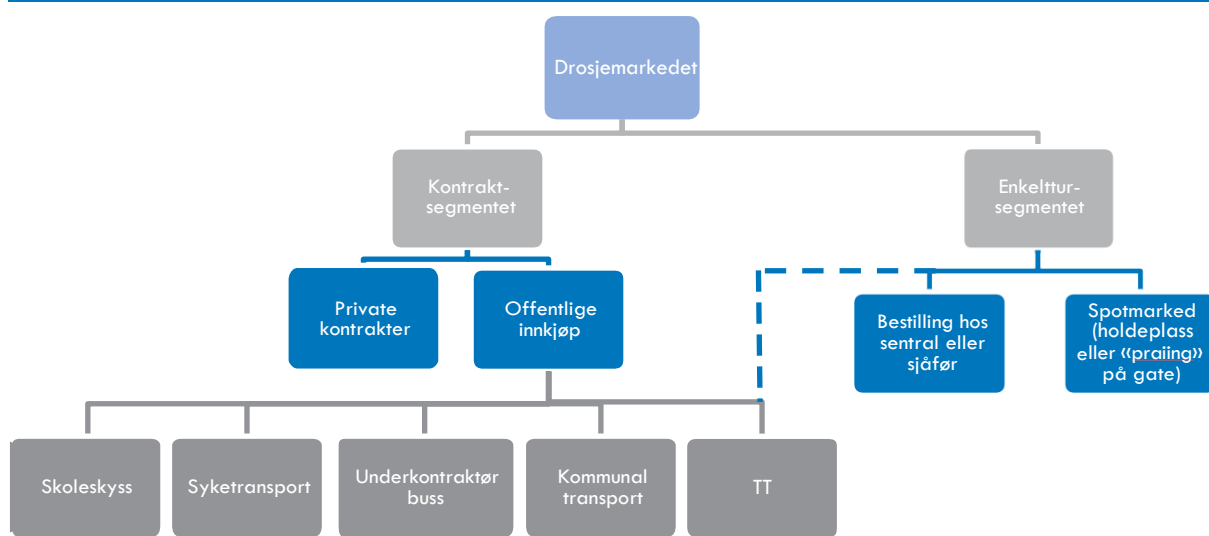 Drosjemarkedet
Kontrakt-
segmentet
Enkelttur-
segmentet
Private
kontrakter
Offentlige
innkjøp
Bestilling hos
sentral eller
sjåfør
Spotmarked
(holdeplass
eller «praiing»
på gate)
Skoleskyss
Syketransport
Underkontraktør
buss
Kommunal
transport
TT